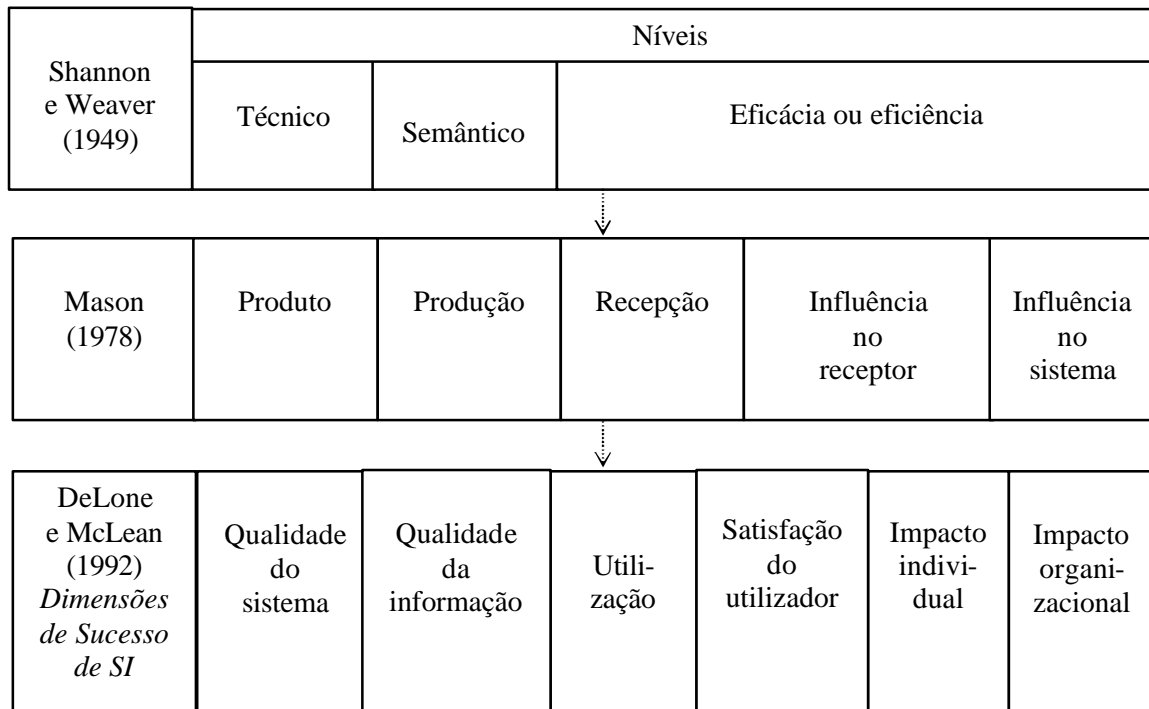 Níveis
Shannon
e Weaver
(1949)
Técnico
Semântico
Eficácia ou eficiência
Mason
(1978)
Produto
Produção
Recepção
Influência
no
receptor
Influência
no
sistema
DeLone
e McLean
(1992)
Dimensões
de Sucesso
de SI
Qualidade
do
sistema
Qualidade
da
informação
Utili-
zação
Satisfação
do
utilizador
Impacto
indivi-
dual
Impacto
organi-
zacional